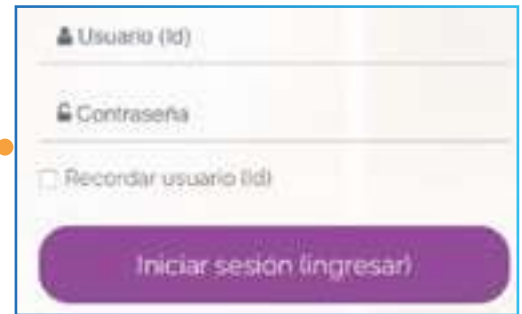 Usuario (Id)
Contraseña
Recordar usuario (Id)
Iniciar sesión (ingresar)